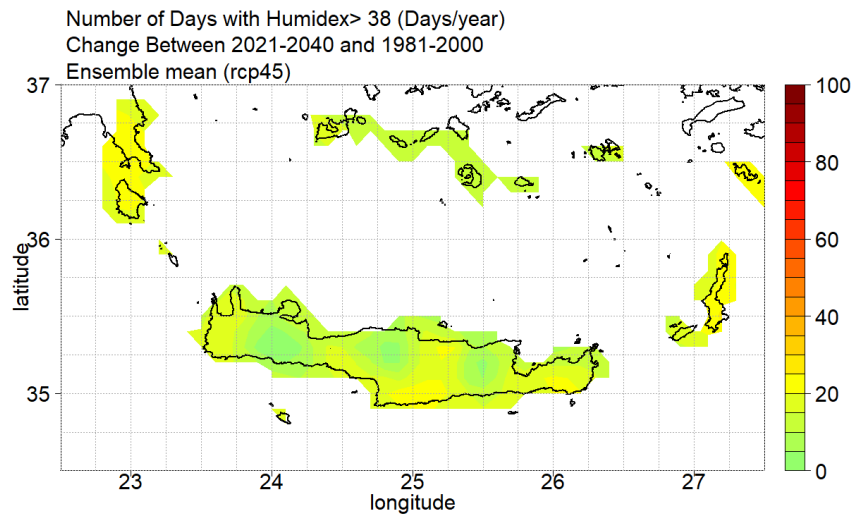 Number of Days with Humidex> 38 (Days/year)
Change Between 2021-2040 and 1981-2000
Ensemble mean (rcp45)
37
36
35
latitude
23
24
25
26
27
longitude
100
80
60
40
20
0